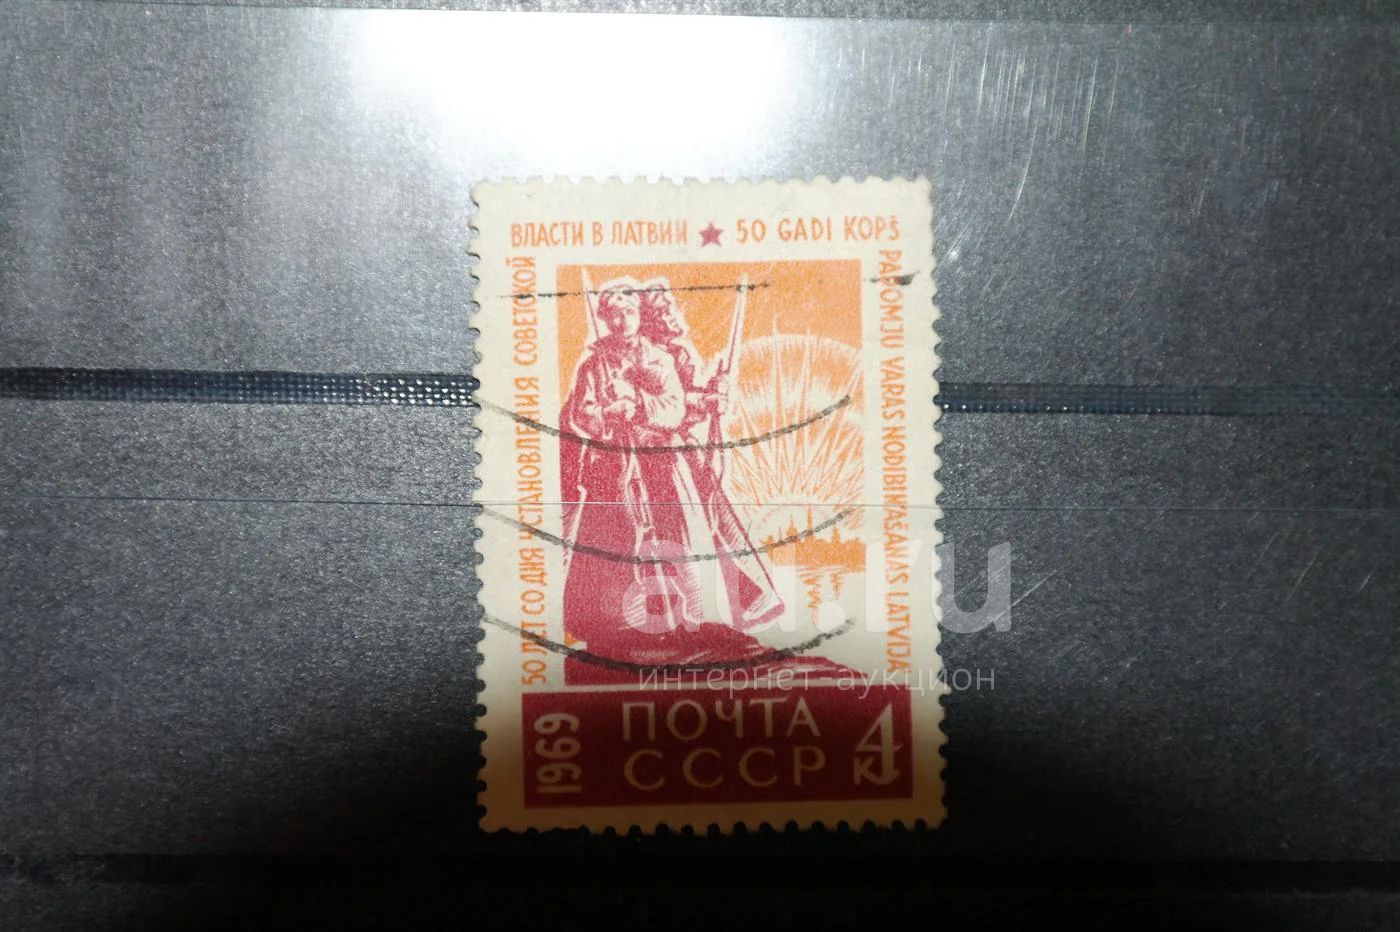 50 ЛЕТ СО ДНЯ УСТАНОВЛЕНИЯ СОВЕТСКОЙ
ВЛАСТИ В ЛАТВИИ ★ 50 GADI KOPŠ
PADOMJU VARAS NODIBINĀŠANAS LATVIJĀ
1969
ПОЧТА
СССР
4
К
au.ru
интернет-аукцион